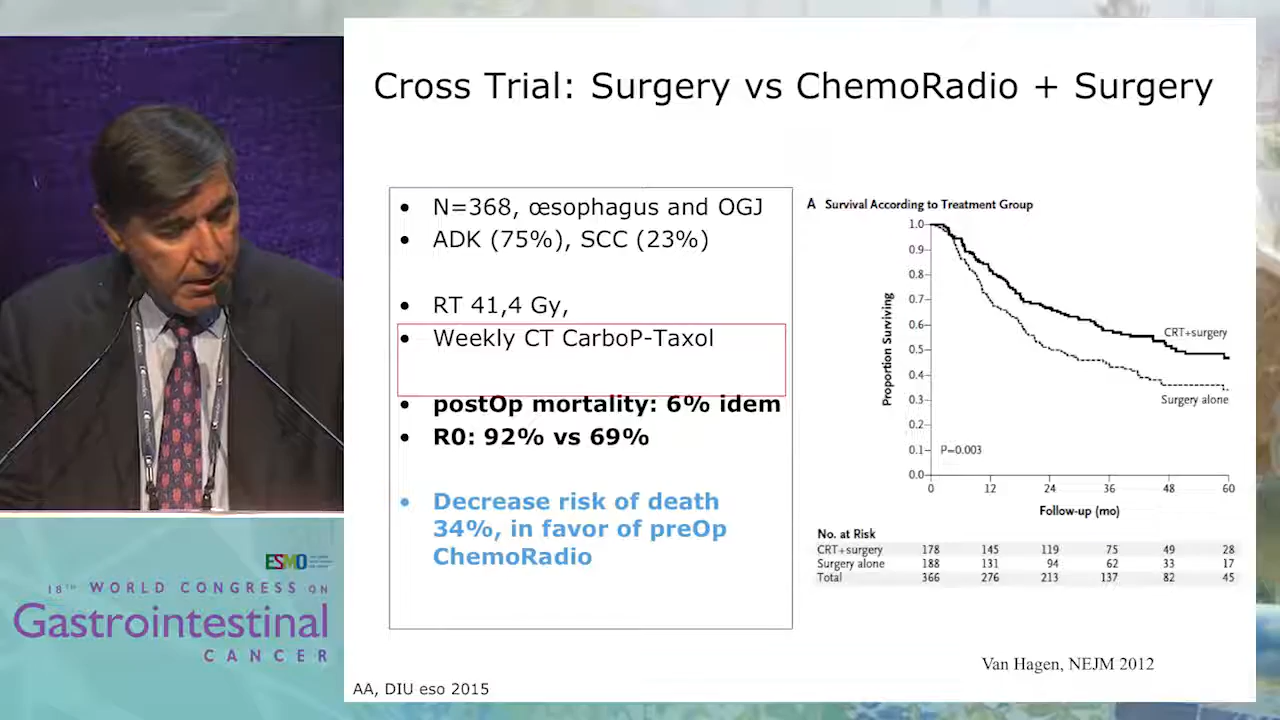 Cross Trial: Surgery vs ChemoRadio + Surgery
• N=368, œsophagus and OGJ
• ADK (75%), SCC (23%)
• RT 41,4 Gy,
• Weekly CT CarboP-Taxol
• postOp mortality: 6% idem
• R0: 92% vs 69%
• Decrease risk of death
34%, in favor of preOp
ChemoRadio
A Survival According to Treatment Group
1.0
0.9
0.8
0.7
0.6
0.5
0.4
0.3
0.2
0.1
0.0
Proportion Surviving
CRT+surgery
Surgery alone
P=0.003
0 12 24 36 48 60
Follow-up (mo)
No. at Risk
CRT+surgery 178 145 119 75 49 28
Surgery alone 188 131 94 62 33 17
Total 366 276 213 137 82 45
Van Hagen, NEJM 2012
AA, DIU eso 2015
ESMO
18TH WORLD CONGRESS ON
Gastrointestinal
CANCER